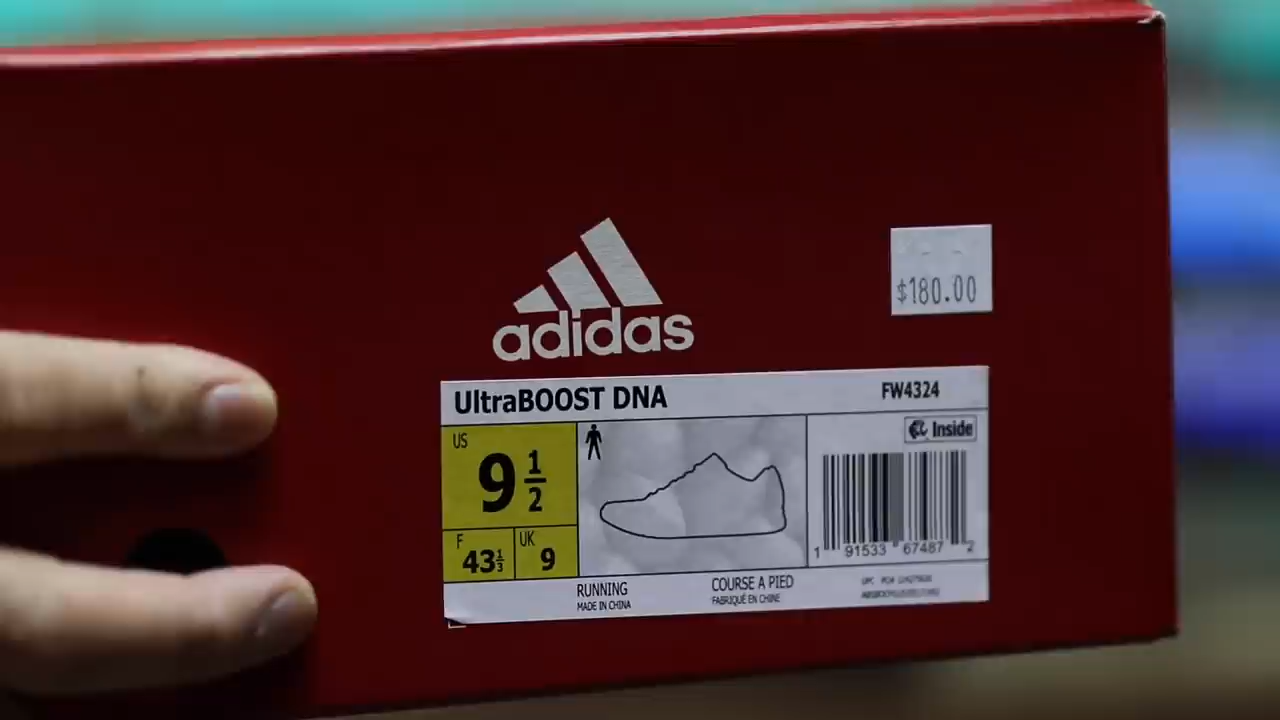 $180.00
adidas
UltraBOOST DNA
FW4324
US
9 1/2
F
43 1/3
UK
9
Inside
1 91533 67487 2
RUNNING
MADE IN CHINA
COURSE A PIED
FABRIQUÉ EN CHINE